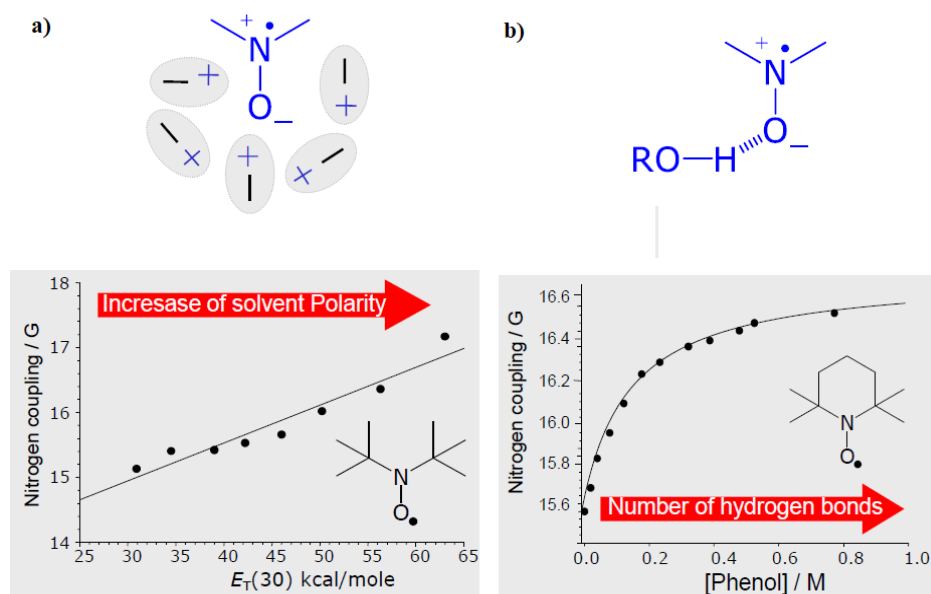 a)
b)
+
N
O
−
RO—H
+
N
O
−
18
17
16
15
14
Nitrogen coupling / G
Incresase of solvent Polarity
N
O
25 30 35 40 45 50 55 60 65
E_T(30) kcal/mole
16.6
16.4
16.2
16.0
15.8
15.6
Nitrogen coupling / G
N
O
Number of hydrogen bonds
0.0 0.2 0.4 0.6 0.8 1.0
[Phenol] / M